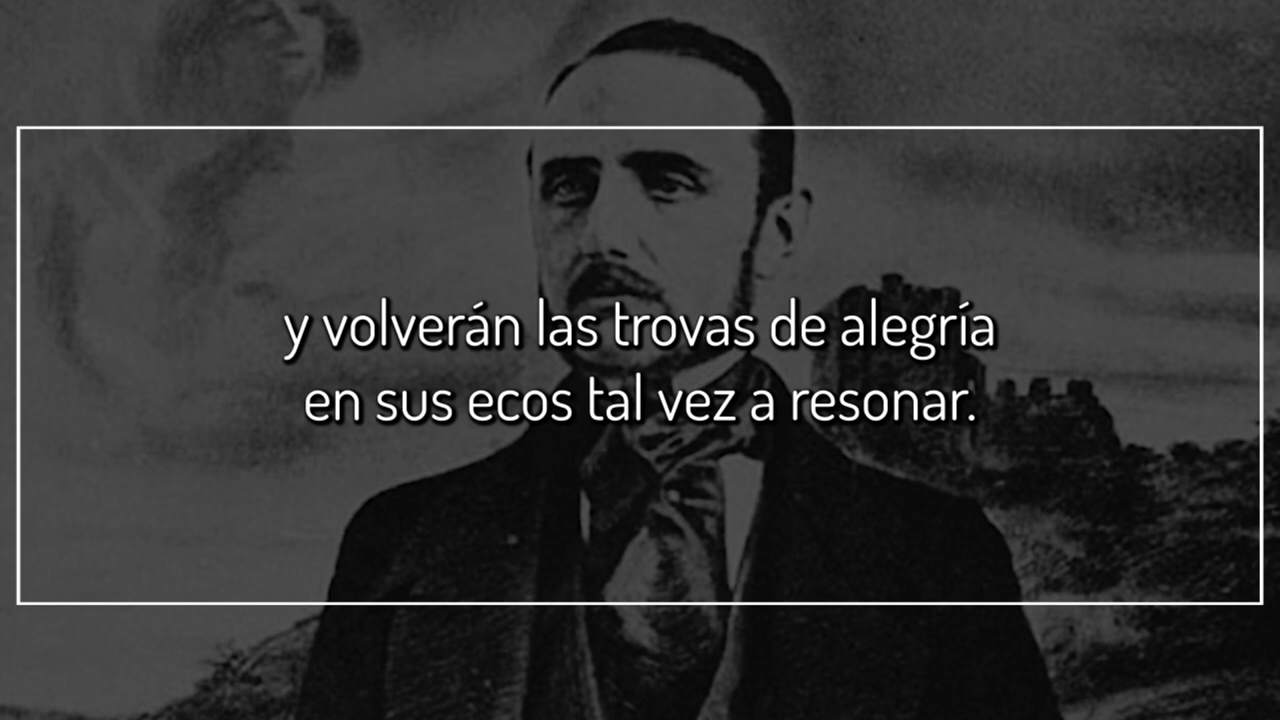 y volverán las trovas de alegría
en sus ecos tal vez a resonar.